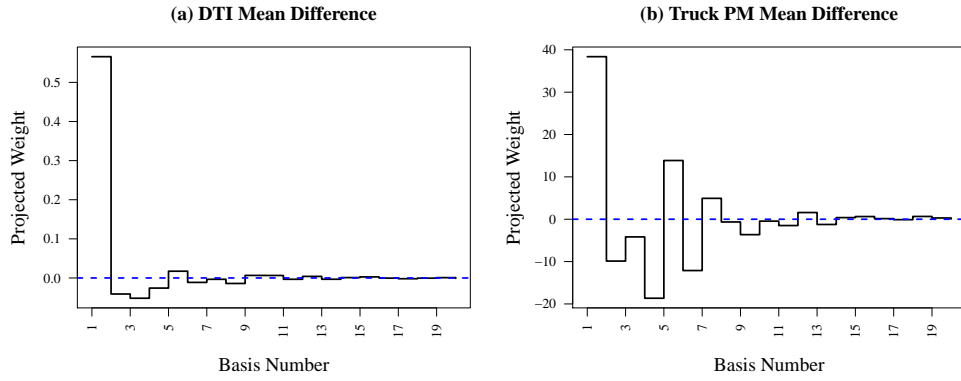 (a) DTI Mean Difference
Projected Weight
0.5
0.4
0.3
0.2
0.1
0.0
1 3 5 7 9 11 13 15 17 19
Basis Number
(b) Truck PM Mean Difference
Projected Weight
40
30
20
10
0
−10
−20
1 3 5 7 9 11 13 15 17 19
Basis Number